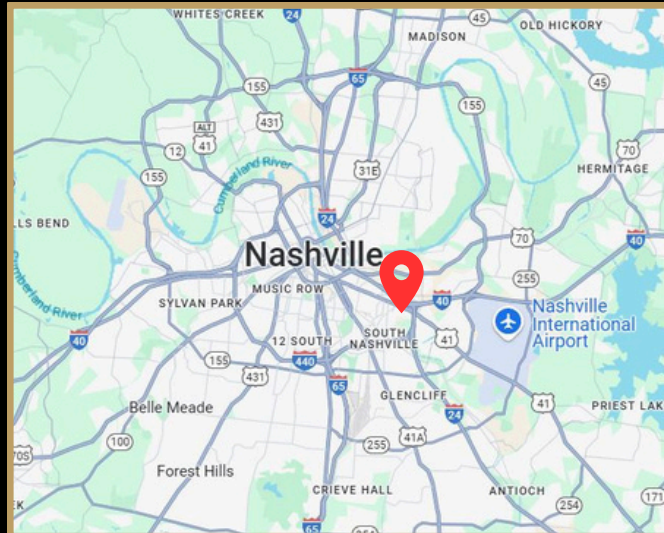 WHITES CREEK
24
45
OLD HICKORY
MADISON
65
155
155
45
431
155
ALT
41
12
70
31E
HERMITAGE
155
Cumberland River
LLS BEND
24
70
40
Nashville
255
Cumberland River
MUSIC ROW
40
SYLVAN PARK
Nashville
International
Airport
40
12 SOUTH
SOUTH
NASHVILLE
41
155
440
431
65
GLENCLIFF
Belle Meade
41
PRIEST LAK
24
100
255
41A
70S
Forest Hills
CRIEVE HALL
ANTIOCH
171
254
EK
65
254